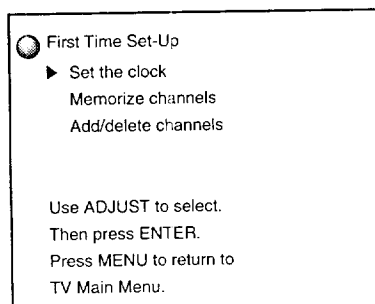 First Time Set-Up
Set the clock
Memorize channels
Add/delete channels
Use ADJUST to select.
Then press ENTER.
Press MENU to return to
TV Main Menu.